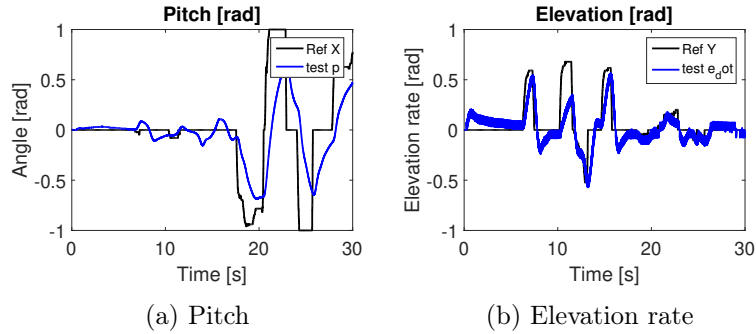 Pitch [rad]
Ref X
test p
Angle [rad]
1
0.5
0
-0.5
-1
0
10
20
30
Time [s]
(a) Pitch
Elevation [rad]
Ref Y
test e_dot
Elevation rate [rad]
1
0.5
0
-0.5
-1
0
10
20
30
Time [s]
(b) Elevation rate